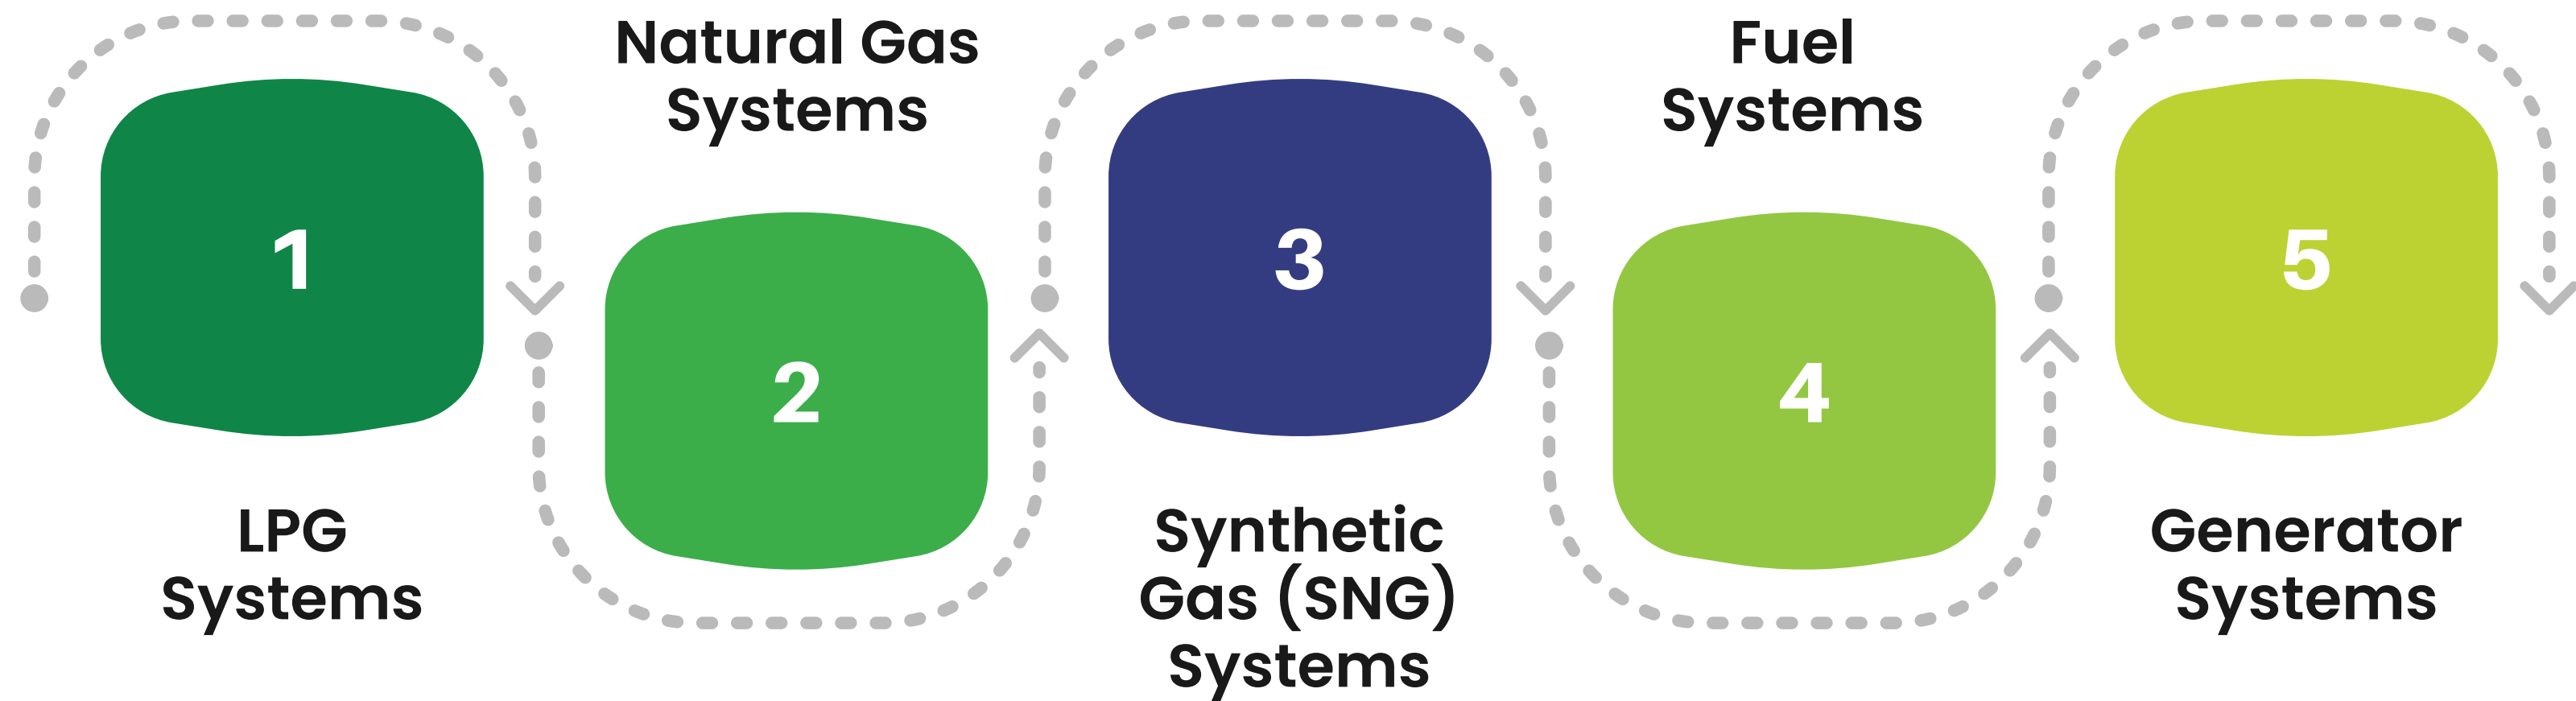 1
LPG
Systems
Natural Gas
Systems
2
3
Synthetic
Gas (SNG)
Systems
Fuel
Systems
4
5
Generator
Systems